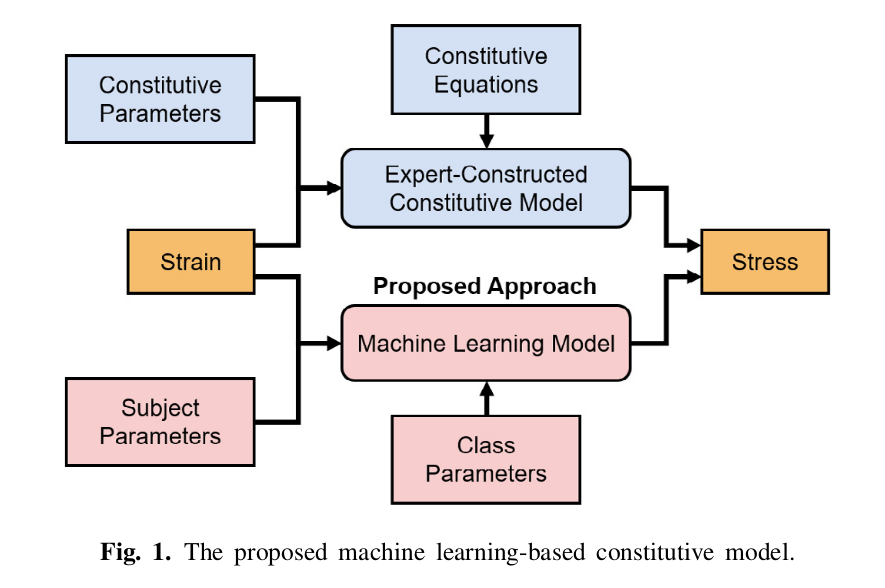 Constitutive
Equations
Constitutive
Parameters
Expert-Constructed
Constitutive Model
Strain
Stress
Proposed Approach
Machine Learning Model
Subject
Parameters
Class
Parameters
Fig. 1. The proposed machine learning-based constitutive model.